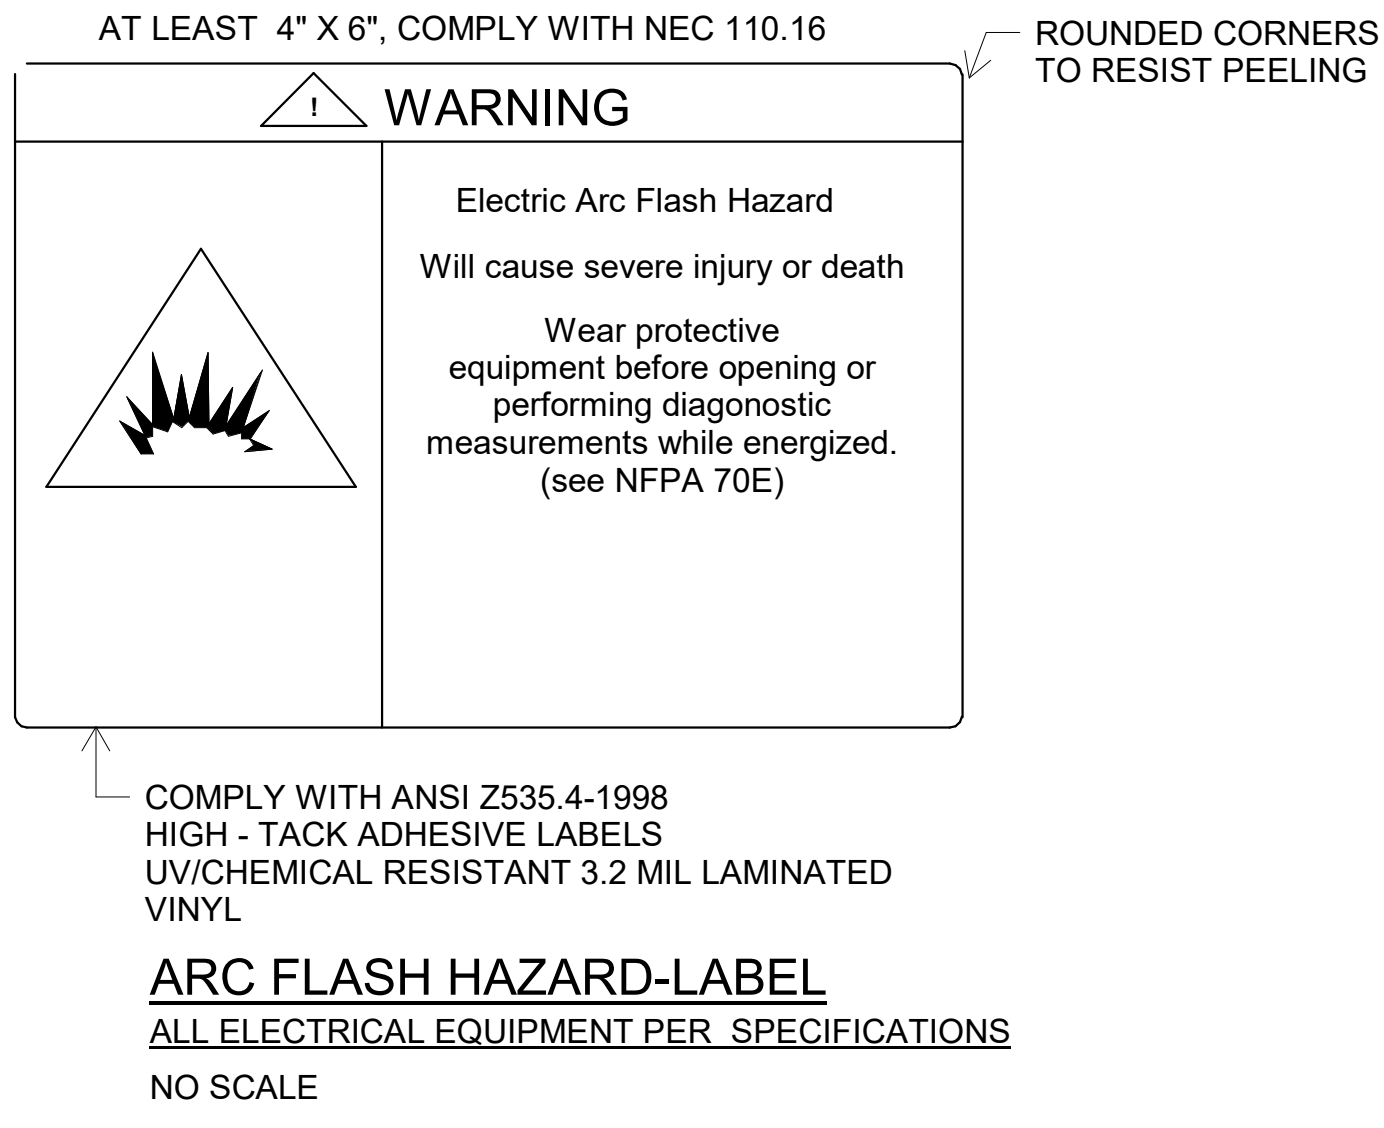 AT LEAST  4" X 6", COMPLY WITH NEC 110.16
ROUNDED CORNERS
TO RESIST PEELING
! WARNING
Electric Arc Flash Hazard
Will cause severe injury or death
Wear protective
equipment before opening or
performing diagonostic
measurements while energized.
(see NFPA 70E)
COMPLY WITH ANSI Z535.4-1998
HIGH - TACK ADHESIVE LABELS
UV/CHEMICAL RESISTANT 3.2 MIL LAMINATED
VINYL
ARC FLASH HAZARD-LABEL
ALL ELECTRICAL EQUIPMENT PER  SPECIFICATIONS
NO SCALE